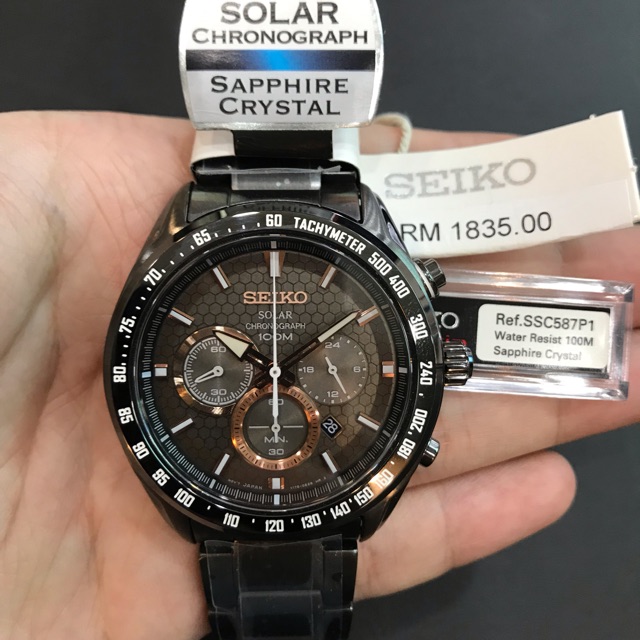 SOLAR
CHRONOGRAPH
SAPPHIRE
CRYSTAL
SEIKO
RM 1835.00
Ref.SSC587P1
Water Resist 100M
Sapphire Crystal
60 TACHYMETER 500 400 300 240 180 160 150 140 130 120 110 100 95 90 85 80 75 70 65
SEIKO
SOLAR
CHRONOGRAPH
100M
60
30
24
18
12
60
MIN.
30
28